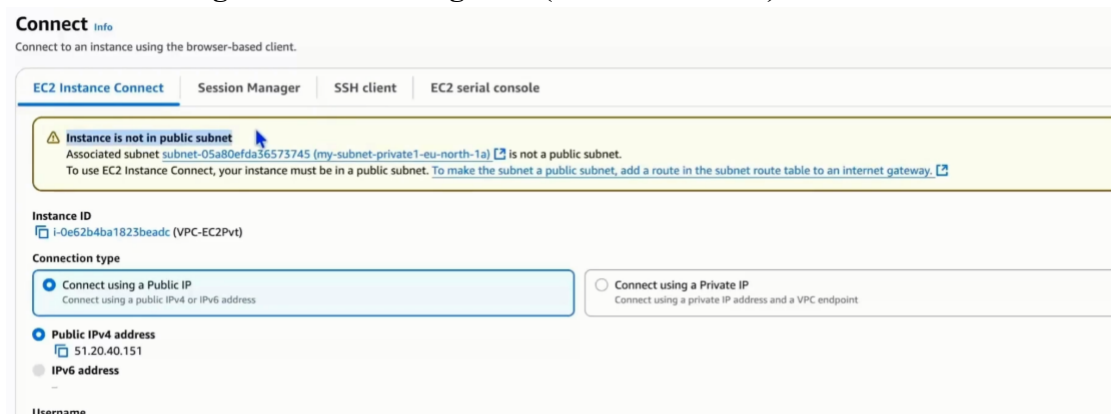 Connect Info
Connect to an instance using the browser-based client.
EC2 Instance Connect
Session Manager
SSH client
EC2 serial console
Instance is not in public subnet
Associated subnet subnet-05a80efda36573745 (my-subnet-private1-eu-north-1a) is not a public subnet.
To use EC2 Instance Connect, your instance must be in a public subnet. To make the subnet a public subnet, add a route in the subnet route table to an internet gateway.
Instance ID
i-0e62b4ba1823beadc (VPC-EC2Pvt)
Connection type
Connect using a Public IP
Connect using a public IPv4 or IPv6 address
Connect using a Private IP
Connect using a private IP address and a VPC endpoint
Public IPv4 address
51.20.40.151
IPv6 address
–
Username